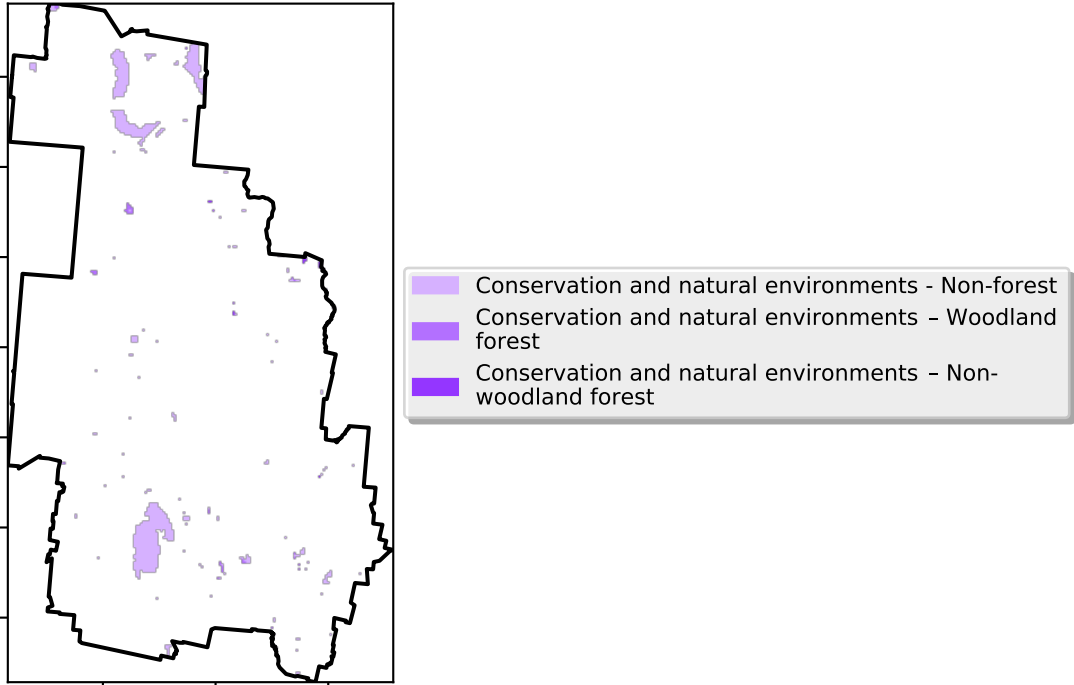 Conservation and natural environments - Non-forest
Conservation and natural environments – Woodland
forest
Conservation and natural environments – Non-
woodland forest